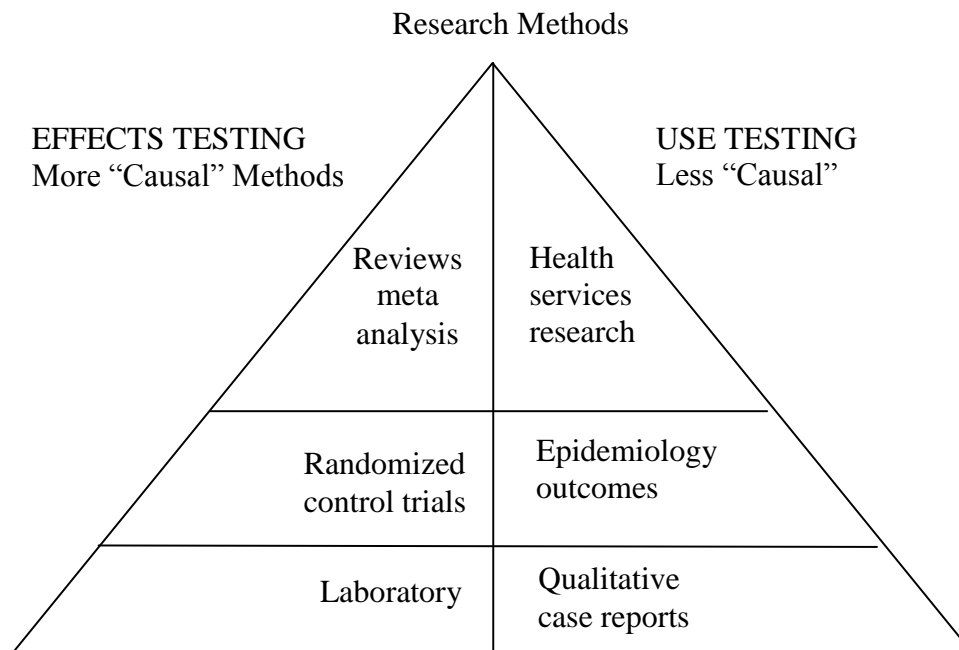 Research Methods
EFFECTS TESTING
More “Causal” Methods
USE TESTING
Less “Causal”
Reviews
meta
analysis
Health
services
research
Randomized
control trials
Epidemiology
outcomes
Laboratory
Qualitative
case reports